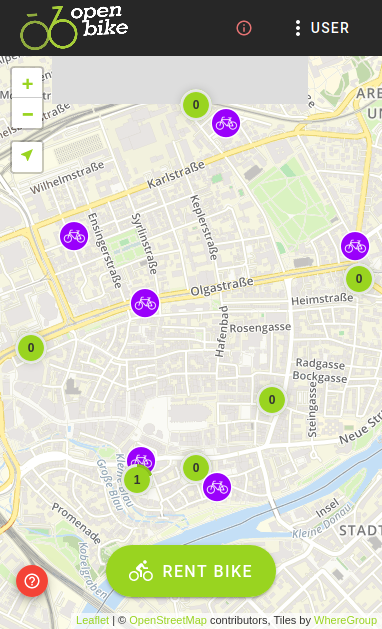 open
bike
USER
+
−
0
ARE
Wilhelmstraße
Karlstraße
Ensingerstraße
Syrlinstraße
Keplerstraße
0
Olgastraße
Heimstraße
Hafenbad
Rosengasse
0
Radgasse
Bockgasse
Steingasse
0
Neue Str
Kleine Blau
Große Blau
0
1
Promenade
Insel
Kleine Donau
STADT
Kobelgraben
RENT BIKE
Leaflet | © OpenStreetMap contributors, Tiles by WhereGroup